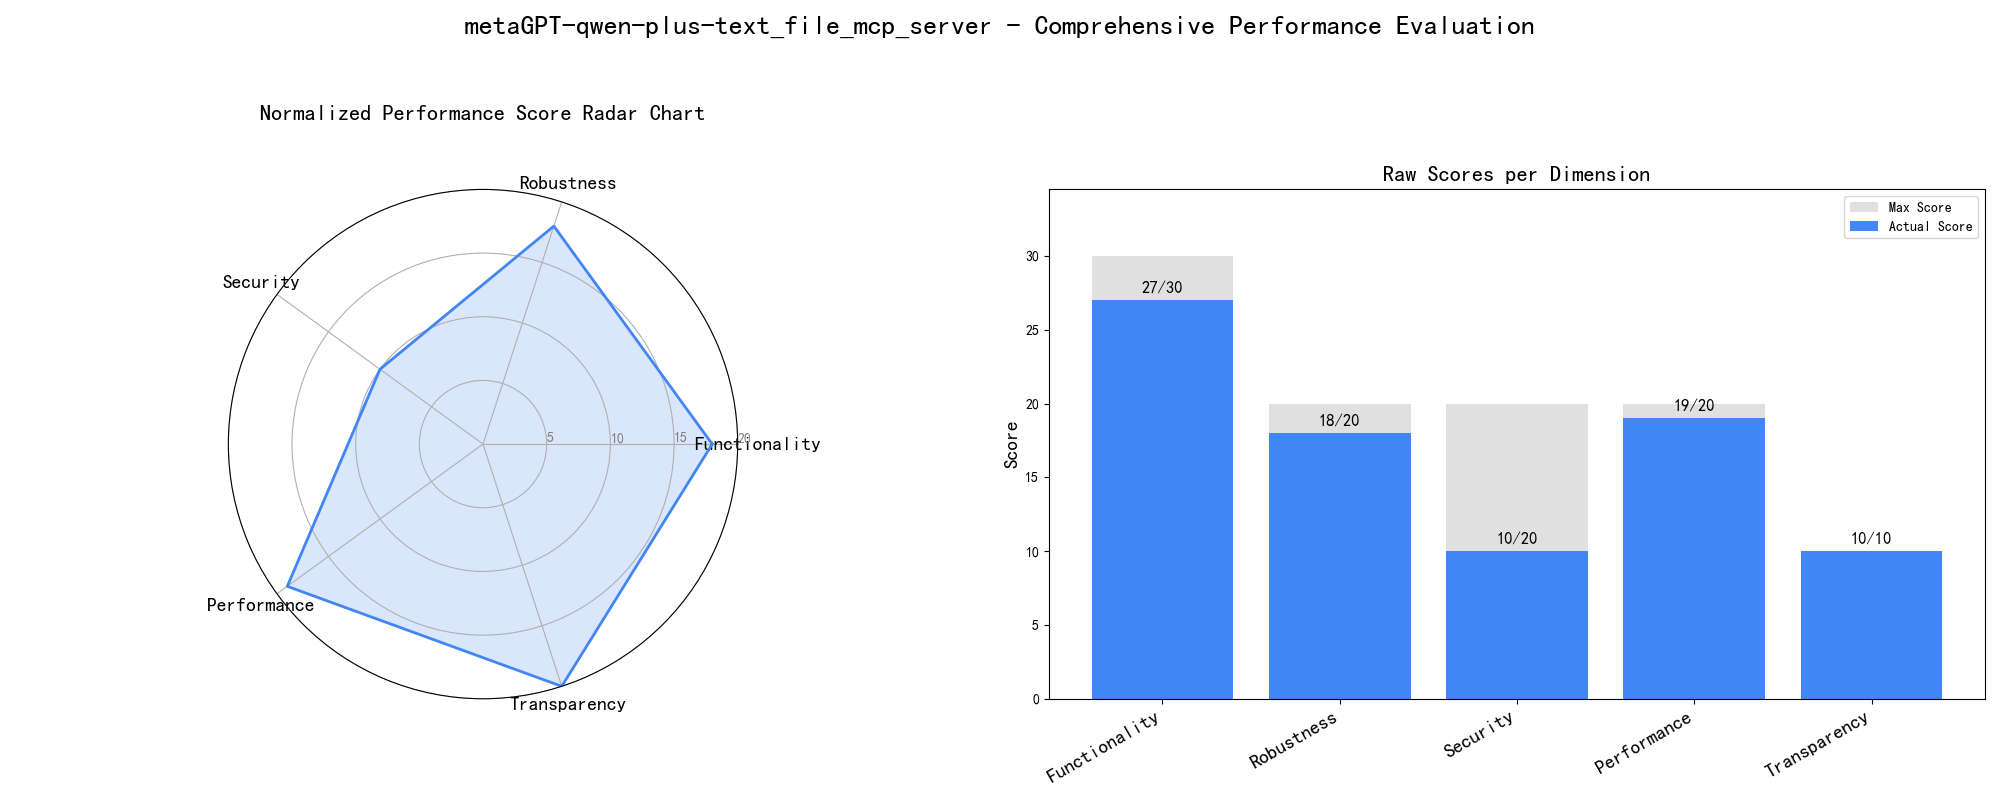 metaGPT-qwen-plus-text_file_mcp_server - Comprehensive Performance Evaluation
Normalized Performance Score Radar Chart
Robustness
Security
Functionality
Performance
Transparency
5
10
15
20
Raw Scores per Dimension
Max Score
Actual Score
Score
30
25
20
15
10
5
0
27/30
18/20
10/20
19/20
10/10
Functionality
Robustness
Security
Performance
Transparency